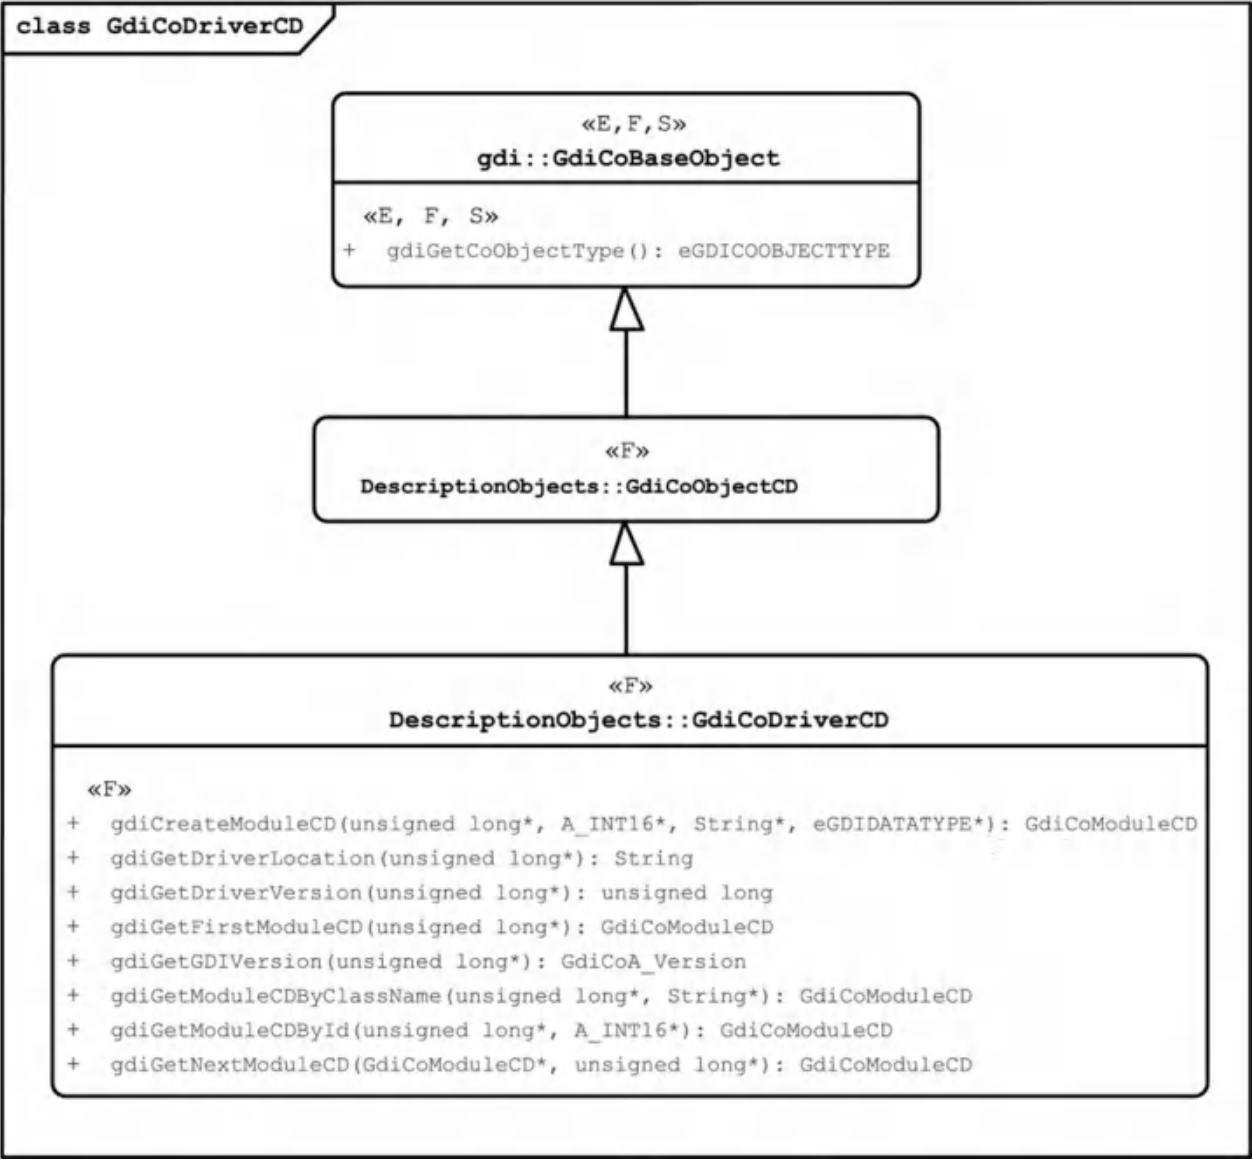 class GdiCoDriverCD
«E,F,S»
gdi::GdiCoBaseObject
«E, F, S»
+ gdiGetCoObjectType(): eGDICOOBJECTTYPE
«F»
DescriptionObjects::GdiCoObjectCD
«F»
DescriptionObjects::GdiCoDriverCD
«F»
+ gdiCreateModuleCD(unsigned long*, A_INT16*, String*, eGDIDATATYPE*): GdiCoModuleCD
+ gdiGetDriverLocation(unsigned long*): String
+ gdiGetDriverVersion(unsigned long*): unsigned long
+ gdiGetFirstModuleCD(unsigned long*): GdiCoModuleCD
+ gdiGetGDIVersion(unsigned long*): GdiCoA_Version
+ gdiGetModuleCDByClassName(unsigned long*, String*): GdiCoModuleCD
+ gdiGetModuleCDById(unsigned long*, A_INT16*): GdiCoModuleCD
+ gdiGetNextModuleCD(GdiCoModuleCD*, unsigned long*): GdiCoModuleCD